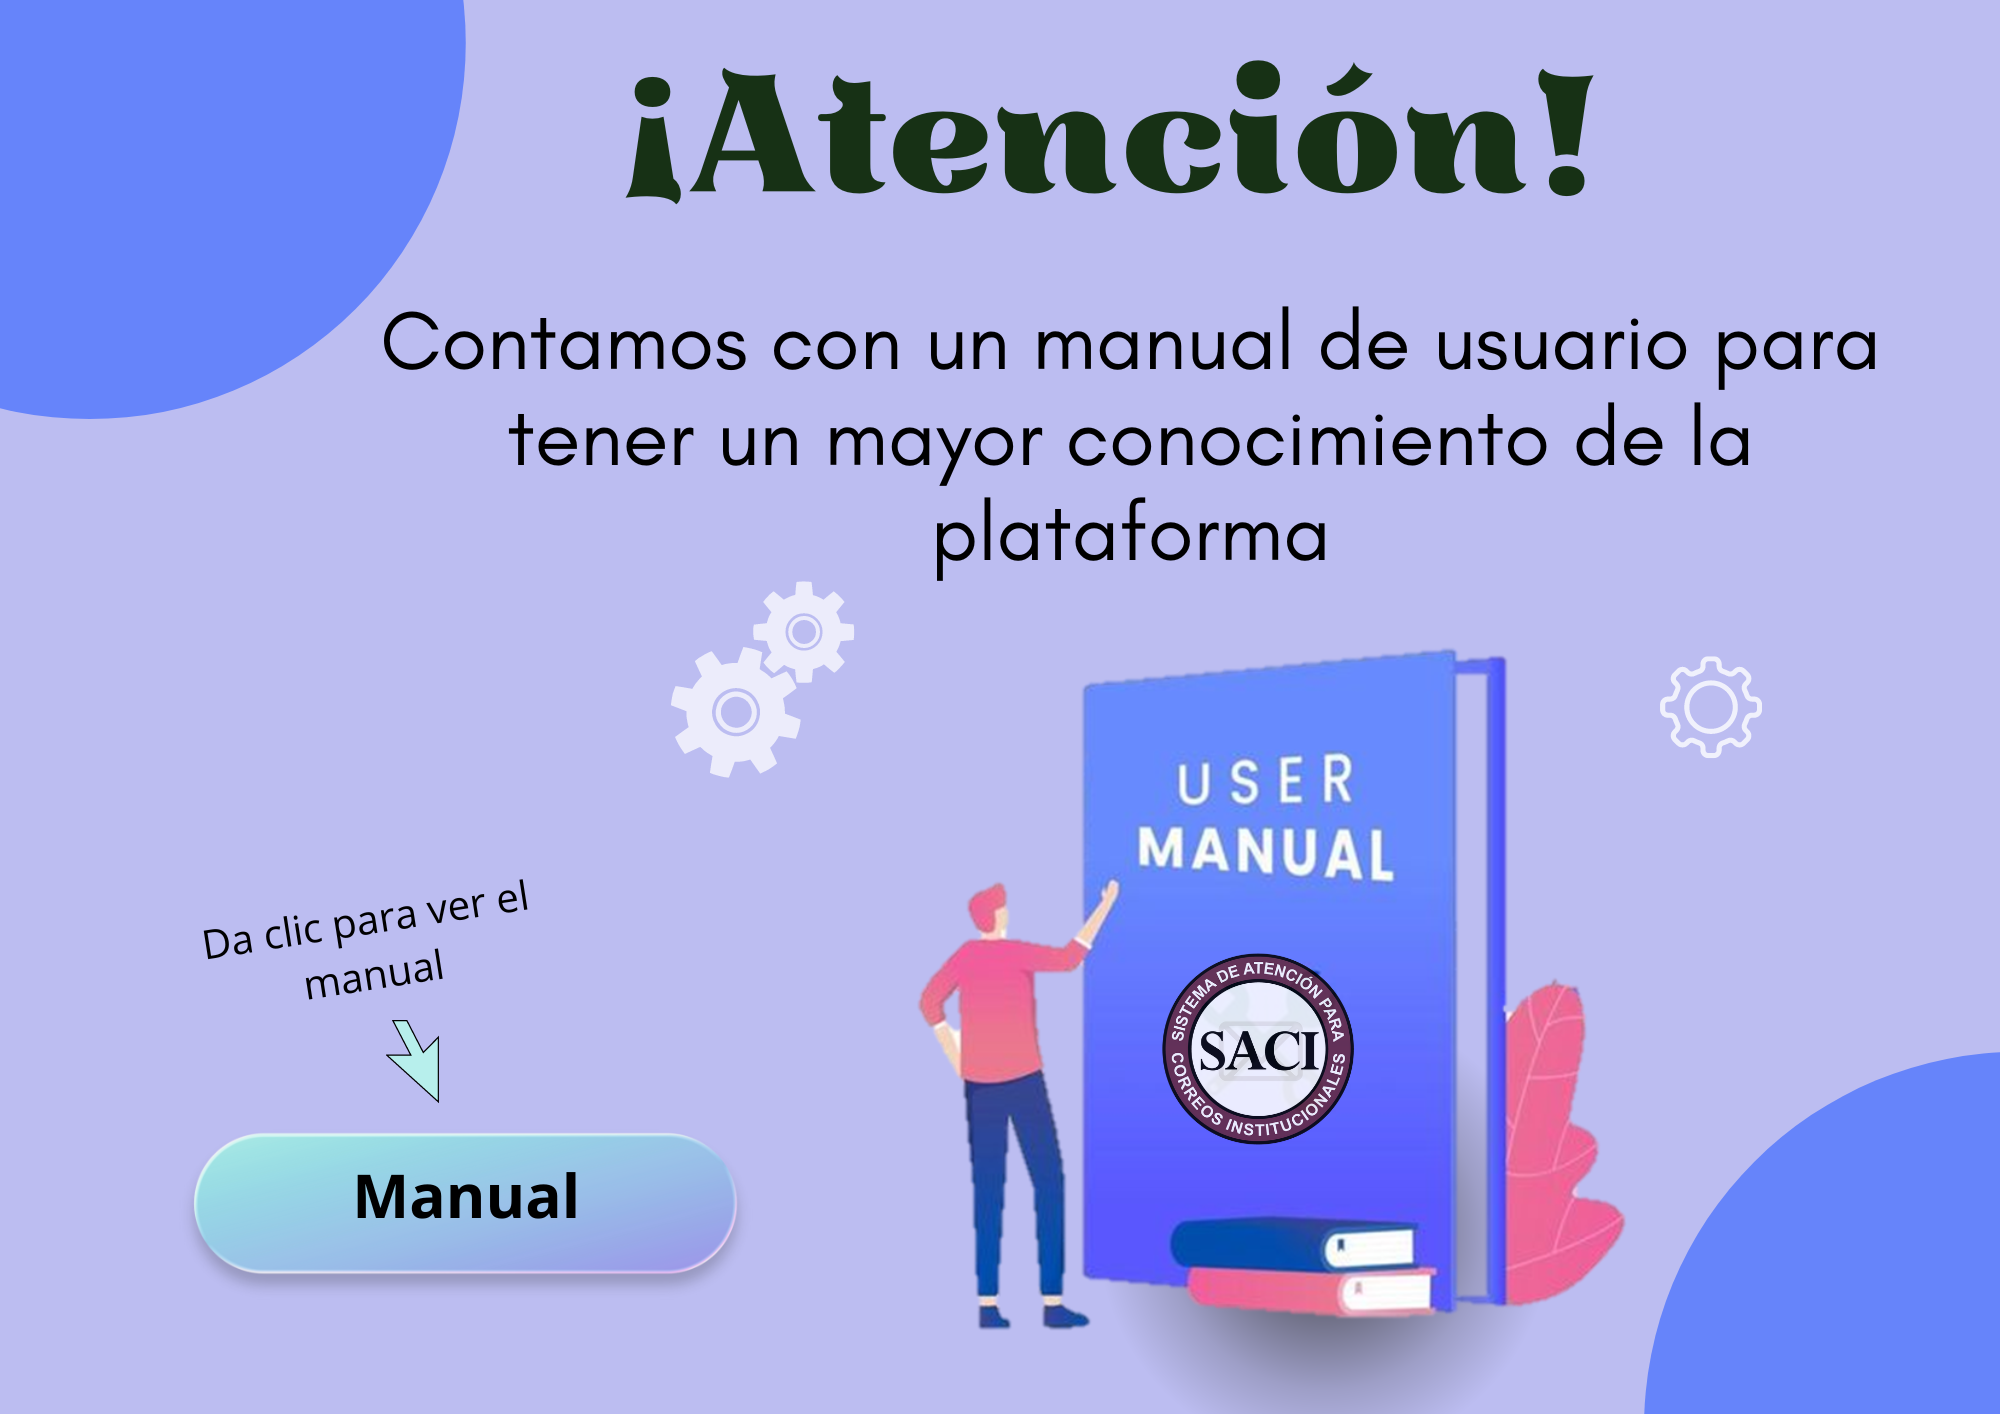 ¡Atención!
Contamos con un manual de usuario para
tener un mayor conocimiento de la
plataforma
USER
MANUAL
Da clic para ver el
manual
SISTEMA DE ATENCIÓN PARA
SACI
CORREOS INSTITUCIONALES
Manual